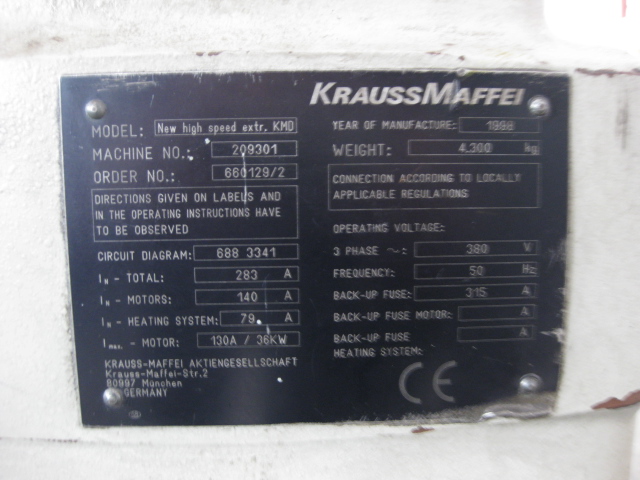 KRAUSSMAFFEI
MODEL: New high speed extr. KMD
MACHINE NO.: 209301
ORDER NO.: 660129/2
DIRECTIONS GIVEN ON LABELS AND
IN THE OPERATING INSTRUCTIONS HAVE
TO BE OBSERVED
CIRCUIT DIAGRAM: 688 3341
IN - TOTAL: 283 A
IN - MOTORS: 140 A
IN - HEATING SYSTEM: 79 A
Imax. - MOTOR: 130A / 36KW
KRAUSS-MAFFEI AKTIENGESELLSCHAFT
Krauss-Maffei-Str.2
80997 München
GERMANY
YEAR OF MANUFACTURE: 1998
WEIGHT: 4.300 kg
CONNECTION ACCORDING TO LOCALLY
APPLICABLE REGULATIONS
OPERATING VOLTAGE:
3 PHASE ~: 380 V
FREQUENCY: 50 Hz
BACK-UP FUSE: 315 A
BACK-UP FUSE MOTOR: A
BACK-UP FUSE A
HEATING SYSTEM:
CE